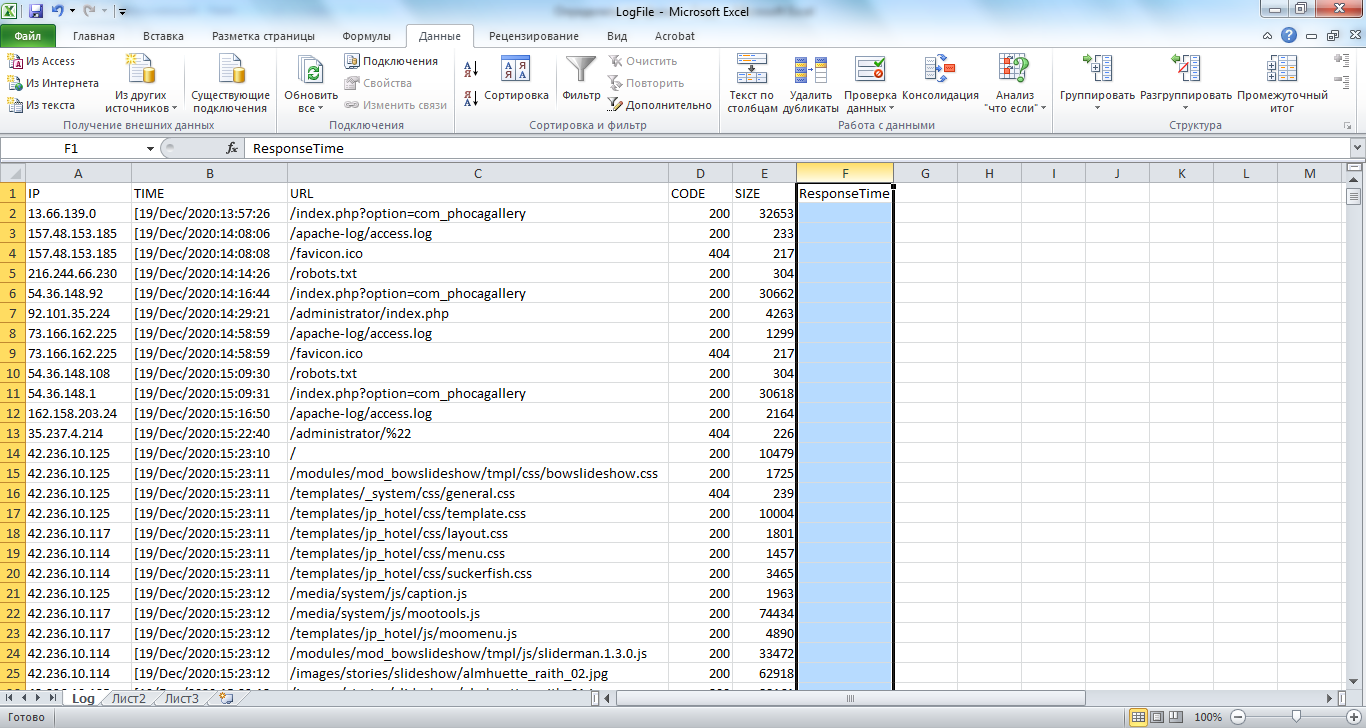 LogFile - Microsoft Excel
Файл Главная Вставка Разметка страницы Формулы Данные Рецензирование Вид Acrobat
Из Access
Из Интернета
Из текста
Из других источников
Существующие подключения
Получение внешних данных
Обновить все
Подключения
Свойства
Изменить связи
Подключения
Сортировка
Фильтр
Очистить
Повторить
Дополнительно
Сортировка и фильтр
Текст по столбцам
Удалить дубликаты
Проверка данных
Консолидация
Анализ "что если"
Работа с данными
Группировать
Разгруппировать
Промежуточный итог
Структура
F1 fx ResponseTime
A B C D E F G H I J K L M
1 IP TIME URL CODE SIZE ResponseTime
2 13.66.139.0 [19/Dec/2020:13:57:26 /index.php?option=com_phocagallery 200 32653
3 157.48.153.185 [19/Dec/2020:14:08:06 /apache-log/access.log 200 233
4 157.48.153.185 [19/Dec/2020:14:08:08 /favicon.ico 404 217
5 216.244.66.230 [19/Dec/2020:14:14:26 /robots.txt 200 304
6 54.36.148.92 [19/Dec/2020:14:16:44 /index.php?option=com_phocagallery 200 30662
7 92.101.35.224 [19/Dec/2020:14:29:21 /administrator/index.php 200 4263
8 73.166.162.225 [19/Dec/2020:14:58:59 /apache-log/access.log 200 1299
9 73.166.162.225 [19/Dec/2020:14:58:59 /favicon.ico 404 217
10 54.36.148.108 [19/Dec/2020:15:09:30 /robots.txt 200 304
11 54.36.148.1 [19/Dec/2020:15:09:31 /index.php?option=com_phocagallery 200 30618
12 162.158.203.24 [19/Dec/2020:15:16:50 /apache-log/access.log 200 2164
13 35.237.4.214 [19/Dec/2020:15:22:40 /administrator/%22 404 226
14 42.236.10.125 [19/Dec/2020:15:23:10 / 200 10479
15 42.236.10.125 [19/Dec/2020:15:23:11 /modules/mod_bowslideshow/tmpl/css/bowslideshow.css 200 1725
16 42.236.10.125 [19/Dec/2020:15:23:11 /templates/_system/css/general.css 404 239
17 42.236.10.125 [19/Dec/2020:15:23:11 /templates/jp_hotel/css/template.css 200 10004
18 42.236.10.117 [19/Dec/2020:15:23:11 /templates/jp_hotel/css/layout.css 200 1801
19 42.236.10.114 [19/Dec/2020:15:23:11 /templates/jp_hotel/css/menu.css 200 1457
20 42.236.10.114 [19/Dec/2020:15:23:11 /templates/jp_hotel/css/suckerfish.css 200 3465
21 42.236.10.125 [19/Dec/2020:15:23:12 /media/system/js/caption.js 200 1963
22 42.236.10.117 [19/Dec/2020:15:23:12 /media/system/js/mootools.js 200 74434
23 42.236.10.117 [19/Dec/2020:15:23:12 /templates/jp_hotel/js/moomenu.js 200 4890
24 42.236.10.114 [19/Dec/2020:15:23:12 /modules/mod_bowslideshow/tmpl/js/sliderman.1.3.0.js 200 33472
25 42.236.10.114 [19/Dec/2020:15:23:12 /images/stories/slideshow/almhuette_raith_02.jpg 200 62918
Log Лист2 Лист3
Готово 100%